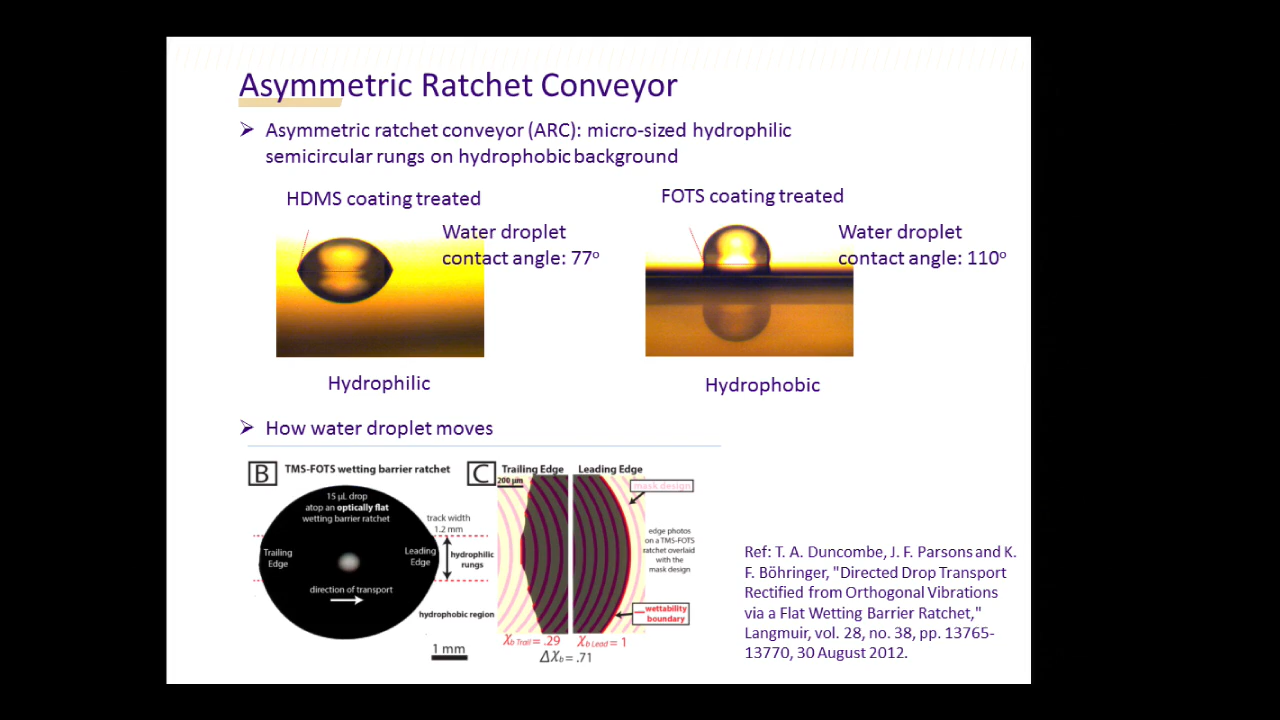 Asymmetric Ratchet Conveyor
➢ Asymmetric ratchet conveyor (ARC): micro-sized hydrophilic
semicircular rungs on hydrophobic background
HDMS coating treated
Water droplet
contact angle: 77º
Hydrophilic
FOTS coating treated
Water droplet
contact angle: 110º
Hydrophobic
➢ How water droplet moves
B TMS-FOTS wetting barrier ratchet
15 µL drop
atop an optically flat
wetting barrier ratchet
track width
1.2 mm
Trailing
Edge
Leading
Edge
hydrophilic
rungs
direction of transport
hydrophobic region
1 mm
C Trailing Edge Leading Edge
200 µm
mask design
edge photos
on a TMS-FOTS
ratchet overlaid
with the
mask design
wettability
boundary
χb Trail = .29 χb Lead = 1
Δχb = .71
Ref: T. A. Duncombe, J. F. Parsons and K.
F. Böhringer, "Directed Drop Transport
Rectified from Orthogonal Vibrations
via a Flat Wetting Barrier Ratchet,"
Langmuir, vol. 28, no. 38, pp. 13765-
13770, 30 August 2012.